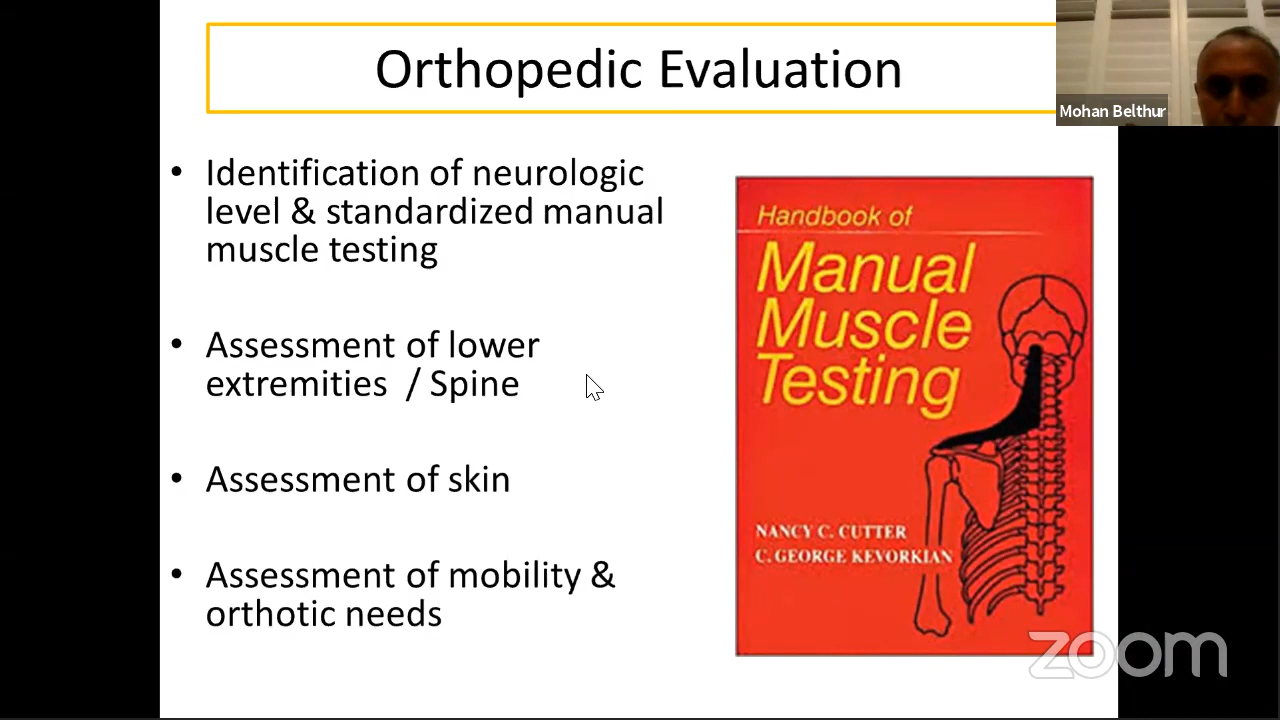 Orthopedic Evaluation
Mohan Belthur
• Identification of neurologic
level & standardized manual
muscle testing
• Assessment of lower
extremities / Spine
• Assessment of skin
• Assessment of mobility &
orthotic needs
Handbook of
Manual
Muscle
Testing
NANCY C. CUTTER
C. GEORGE KEVORKIAN
zoom